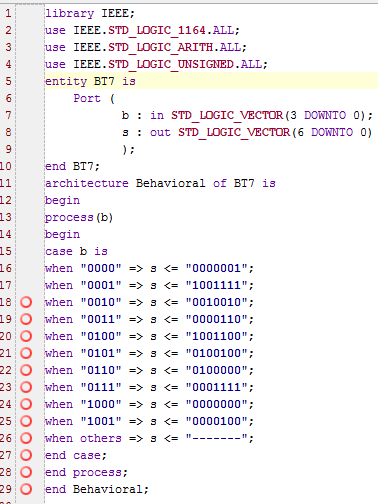 1 library IEEE;
2 use IEEE.STD_LOGIC_1164.ALL;
3 use IEEE.STD_LOGIC_ARITH.ALL;
4 use IEEE.STD_LOGIC_UNSIGNED.ALL;
5 entity BT7 is
6 Port (
7 b : in STD_LOGIC_VECTOR(3 DOWNTO 0);
8 s : out STD_LOGIC_VECTOR(6 DOWNTO 0)
9 );
10 end BT7;
11 architecture Behavioral of BT7 is
12 begin
13 process(b)
14 begin
15 case b is
16 when "0000" => s <= "0000001";
17 when "0001" => s <= "1001111";
18 when "0010" => s <= "0010010";
19 when "0011" => s <= "0000110";
20 when "0100" => s <= "1001100";
21 when "0101" => s <= "0100100";
22 when "0110" => s <= "0100000";
23 when "0111" => s <= "0001111";
24 when "1000" => s <= "0000000";
25 when "1001" => s <= "0000100";
26 when others => s <= "-------";
27 end case;
28 end process;
29 end Behavioral;